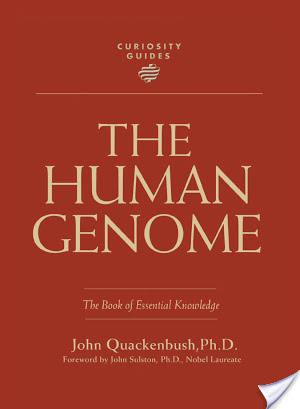 CURIOSITY
GUIDES
THE
HUMAN
GENOME
The Book of Essential Knowledge
John Quackenbush, Ph.D.
Foreword by John Sulston, Ph.D., Nobel Laureate